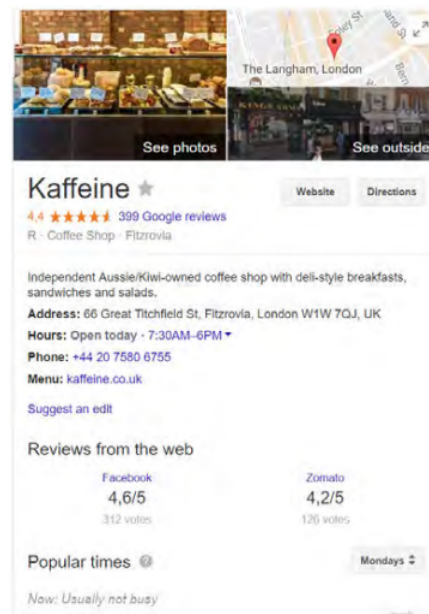 The Langham, London
See photos
See outside
Kaffeine
Website
Directions
4,4 399 Google reviews
R · Coffee Shop · Fitzrovia
Independent Aussie/Kiwi-owned coffee shop with deli-style breakfasts,
sandwiches and salads.
Address: 66 Great Titchfield St, Fitzrovia, London W1W 7QJ, UK
Hours: Open today · 7:30AM–6PM
Phone: +44 20 7580 6755
Menu: kaffeine.co.uk
Suggest an edit
Reviews from the web
Facebook
Zomato
4,6/5
4,2/5
312 votes
126 votes
Popular times
Mondays
Now: Usually not busy